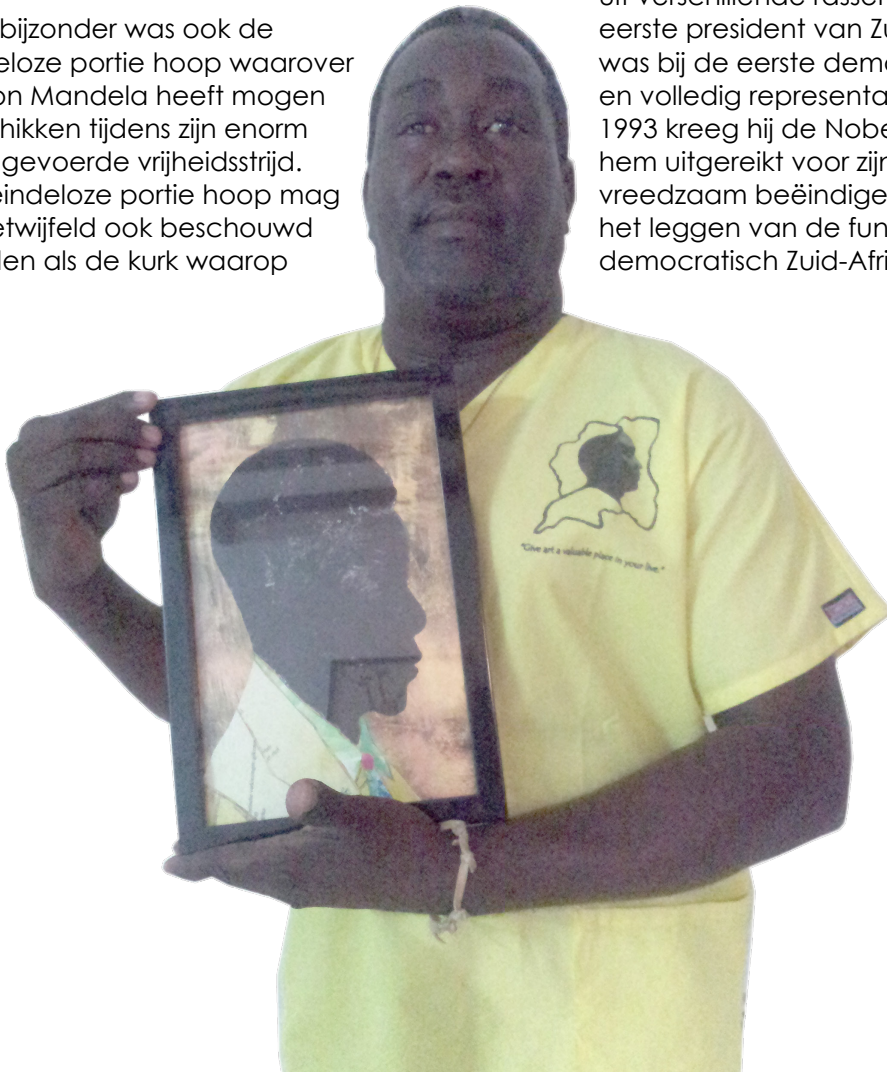 bijzonder was ook de
eloze portie hoop waarover
on Mandela heeft mogen
hikken tijdens zijn enorm
gevoerde vrijheidsstrijd.
eindeloze portie hoop mag
etwijfeld ook beschouwd
den als de kurk waarop
uit verschillende rassen
eerste president van Zu
was bij de eerste dem
en volledig representa
1993 kreeg hij de Nobe
hem uitgereikt voor zijn
vreedzaam beëindige
het leggen van de fun
democratisch Zuid-Afri
"Give art a valuable place in your live."